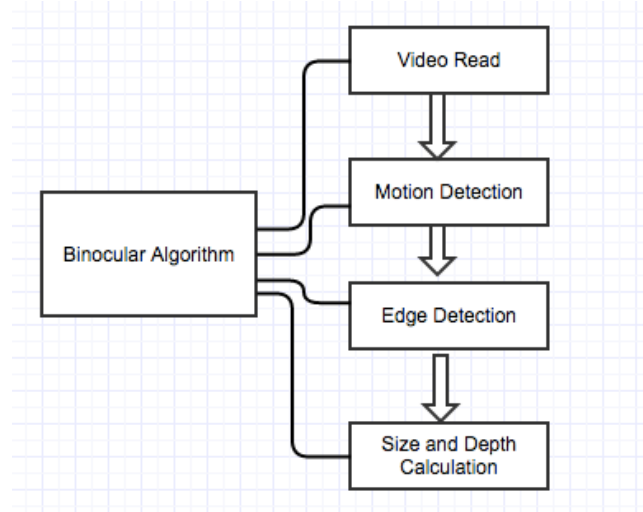 Video Read
Motion Detection
Binocular Algorithm
Edge Detection
Size and Depth
Calculation